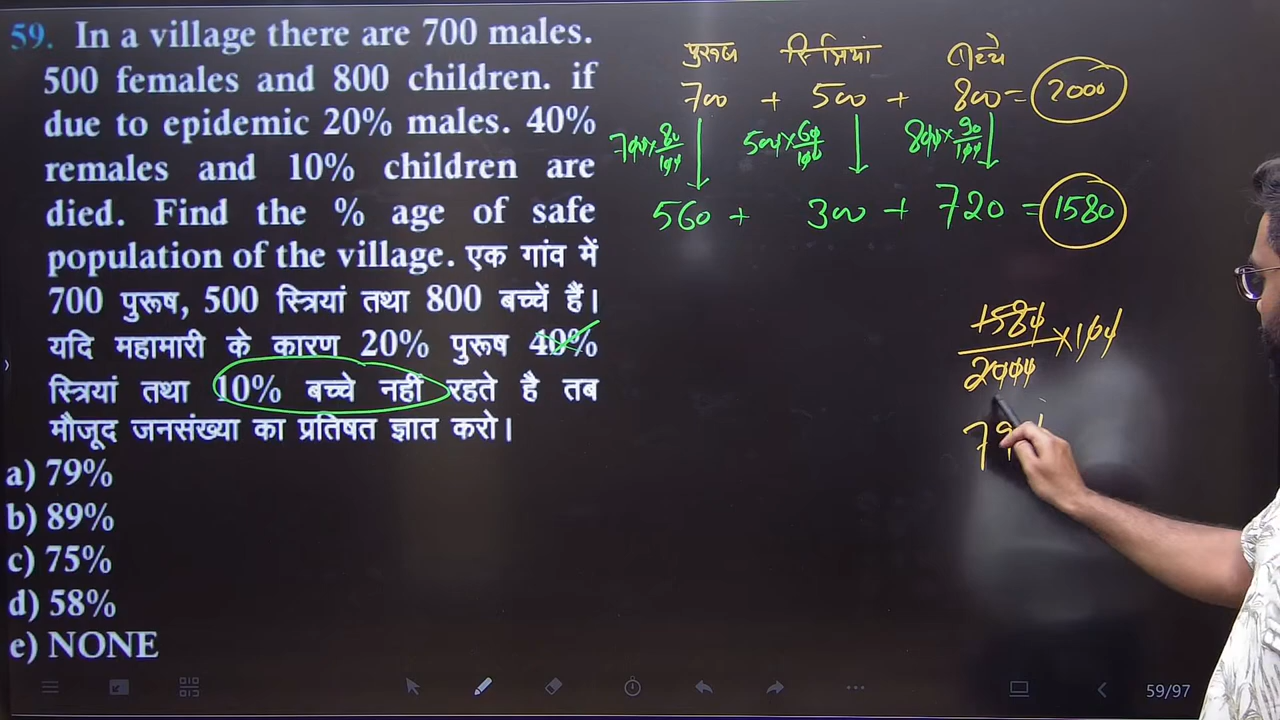 59. In a village there are 700 males.
500 females and 800 children. if
due to epidemic 20% males. 40%
remales and 10% children are
died. Find the % age of safe
population of the village. एक गांव में
700 पुरूष, 500 स्त्रियां तथा 800 बच्चें हैं।
यदि महामारी के कारण 20% पुरूष 40%
स्त्रियां तथा 10% बच्चे नहीं रहते है तब
मौजूद जनसंख्या का प्रतिषत ज्ञात करो।
a) 79%
b) 89%
c) 75%
d) 58%
e) NONE
पुरूष स्त्रियां बच्चे
700 + 500 + 800 = 2000
700×80/100 500×60/100 800×90/100
560 + 300 + 720 = 1580
1580/2000 ×100
59/97